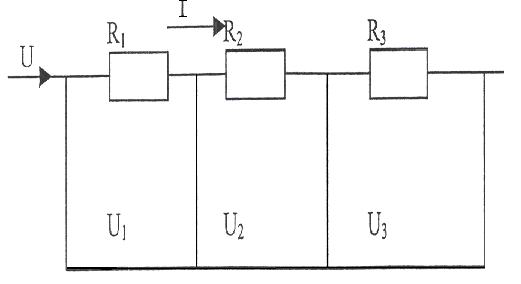 I
R₁ R₂ R₃
U
U₁ U₂ U₃